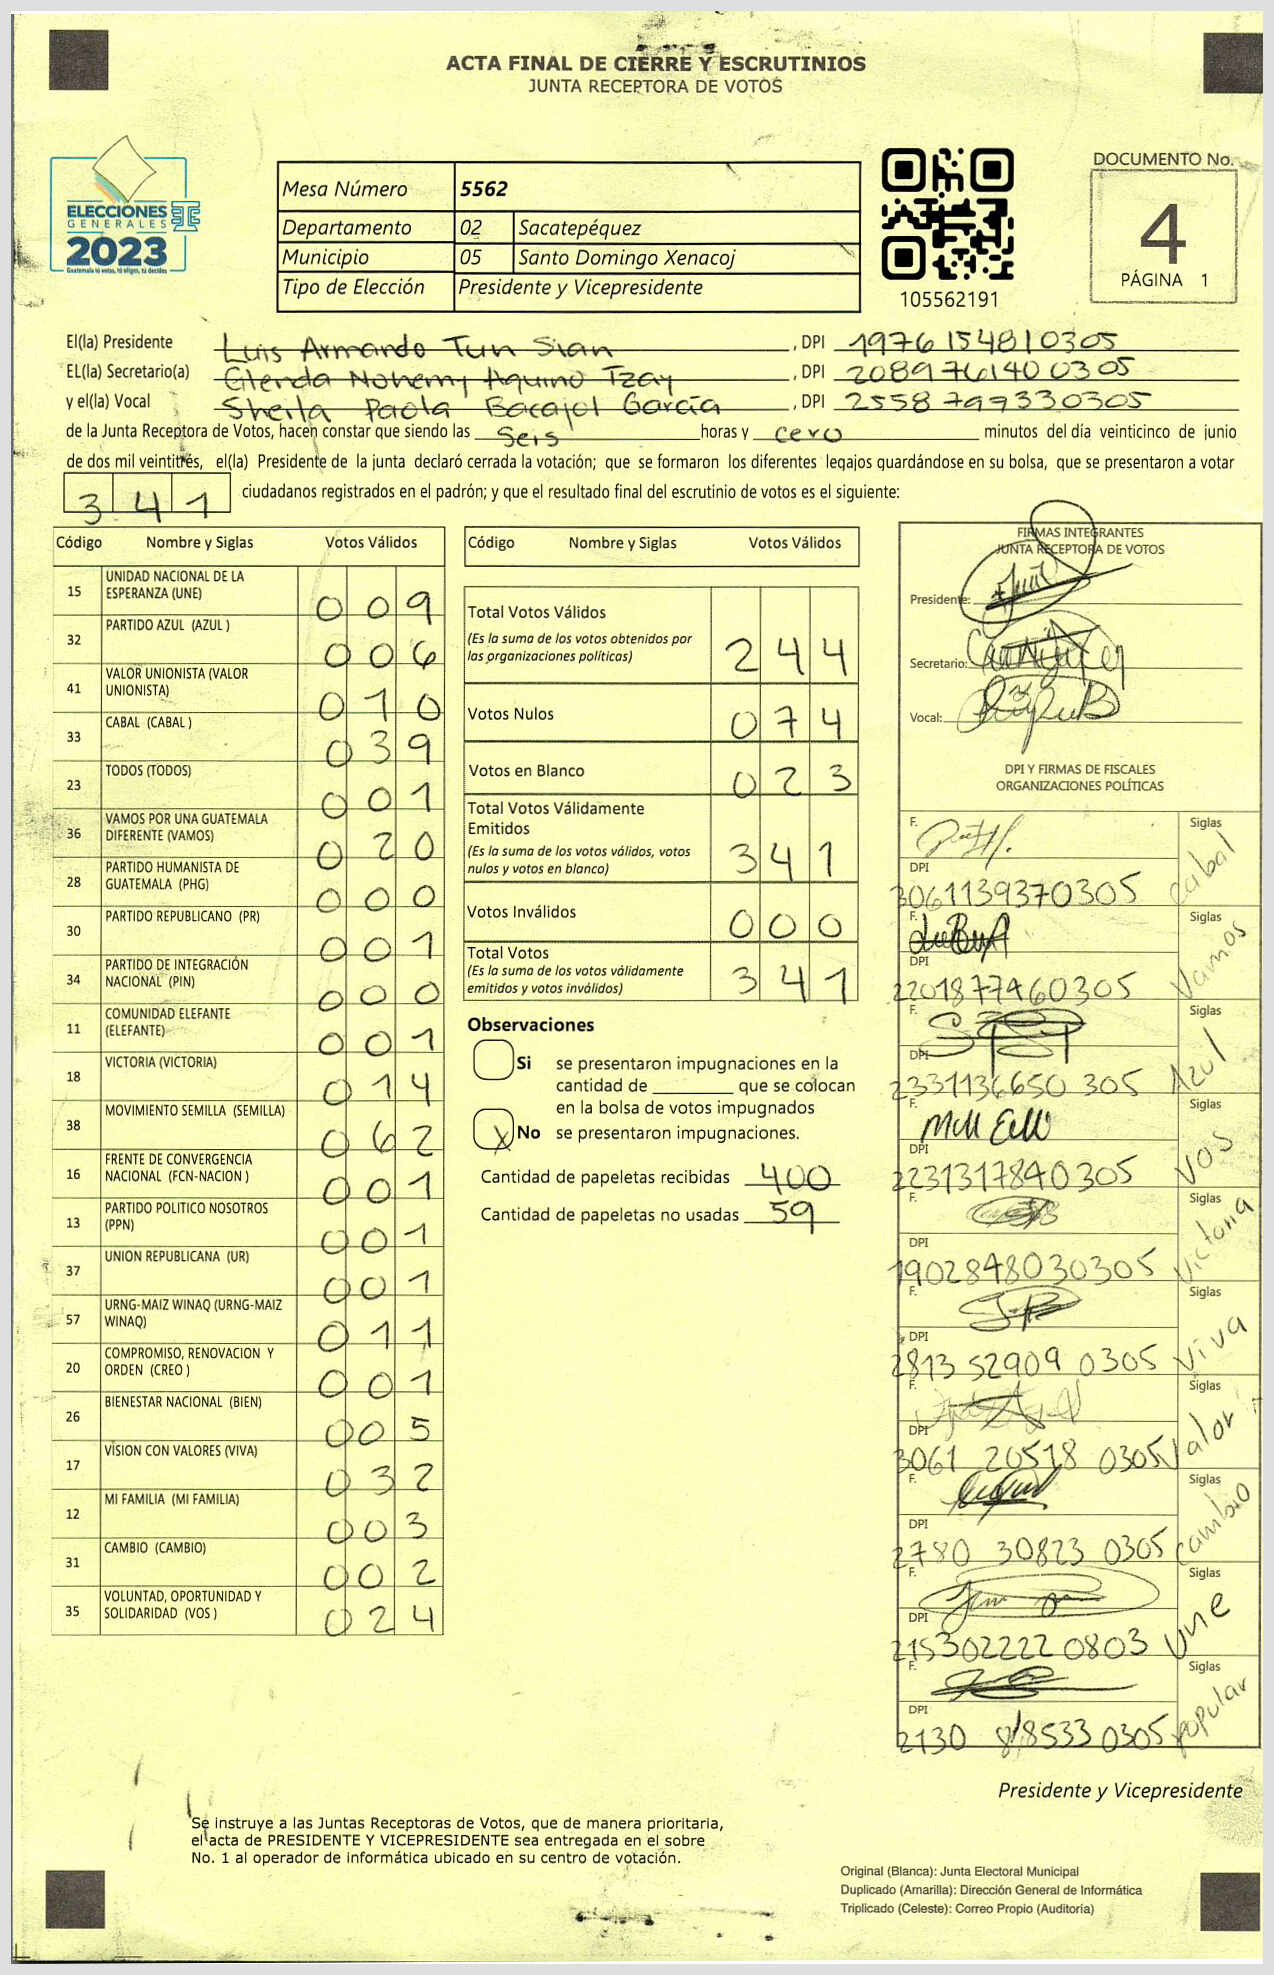 ACTA FINAL DE CIERRE Y ESCRUTINIOS
JUNTA RECEPTORA DE VOTOS
ELECCIONES
GENERALES
2023
Guatemala tú votas, tú eliges, tú decides
Mesa Número 5562
Departamento 02 Sacatepéquez
Municipio 05 Santo Domingo Xenacoj
Tipo de Elección Presidente y Vicepresidente
105562191
DOCUMENTO No.
4
PÁGINA 1
El(la) Presidente Luis Armando Tun Sian , DPI 1976 15481 0305
EL(la) Secretario(a) Glenda Nohemy Aquino Tzay , DPI 2089 76140 0305
y el(la) Vocal Sheila Paola Bacajol García , DPI 2558 79933 0305
de la Junta Receptora de Votos, hacen constar que siendo las seis horas y cero minutos del día veinticinco de junio
de dos mil veintitrés, el(la) Presidente de la junta declaró cerrada la votación; que se formaron los diferentes legajos guardándose en su bolsa, que se presentaron a votar
341 ciudadanos registrados en el padrón; y que el resultado final del escrutinio de votos es el siguiente:
Código Nombre y Siglas Votos Válidos
15 UNIDAD NACIONAL DE LA ESPERANZA (UNE) 009
32 PARTIDO AZUL (AZUL ) 006
41 VALOR UNIONISTA (VALOR UNIONISTA) 010
33 CABAL (CABAL ) 039
23 TODOS (TODOS) 001
36 VAMOS POR UNA GUATEMALA DIFERENTE (VAMOS) 020
28 PARTIDO HUMANISTA DE GUATEMALA (PHG) 000
30 PARTIDO REPUBLICANO (PR) 001
34 PARTIDO DE INTEGRACIÓN NACIONAL (PIN) 000
11 COMUNIDAD ELEFANTE (ELEFANTE) 001
18 VICTORIA (VICTORIA) 014
38 MOVIMIENTO SEMILLA (SEMILLA) 062
16 FRENTE DE CONVERGENCIA NACIONAL (FCN-NACION ) 001
13 PARTIDO POLITICO NOSOTROS (PPN) 001
37 UNION REPUBLICANA (UR) 001
57 URNG-MAIZ WINAQ (URNG-MAIZ WINAQ) 011
20 COMPROMISO, RENOVACION Y ORDEN (CREO ) 001
26 BIENESTAR NACIONAL (BIEN) 005
17 VISION CON VALORES (VIVA) 032
12 MI FAMILIA (MI FAMILIA) 003
31 CAMBIO (CAMBIO) 002
35 VOLUNTAD, OPORTUNIDAD Y SOLIDARIDAD (VOS ) 024
Código Nombre y Siglas Votos Válidos
Total Votos Válidos
(Es la suma de los votos obtenidos por
las organizaciones políticas) 244
Votos Nulos 074
Votos en Blanco 023
Total Votos Válidamente
Emitidos
(Es la suma de los votos válidos, votos
nulos y votos en blanco) 341
Votos Inválidos 000
Total Votos
(Es la suma de los votos válidamente
emitidos y votos inválidos) 341
Observaciones
Si se presentaron impugnaciones en la
cantidad de ________ que se colocan
en la bolsa de votos impugnados
X No se presentaron impugnaciones.
Cantidad de papeletas recibidas 400
Cantidad de papeletas no usadas 59
FIRMAS INTEGRANTES
JUNTA RECEPTORA DE VOTOS
Presidente:
Secretario:
Vocal:
DPI Y FIRMAS DE FISCALES
ORGANIZACIONES POLÍTICAS
F. Siglas cabal
DPI 3061139370305
F. Siglas Vamos
DPI 2201877460305
F. Siglas Azul
DPI 2331136650 305
F. Siglas VOS
DPI 2231317840305
F. Siglas Victoria
DPI 1902848030305
F. Siglas Viva
DPI 2813 52909 0305
F. Siglas Valor
DPI 3061 20518 0305
F. Siglas Cambio
DPI 2780 30823 0305
F. Siglas Une
DPI 215302222 0803
F. Siglas popular
DPI 2130 0305
Presidente y Vicepresidente
Se instruye a las Juntas Receptoras de Votos, que de manera prioritaria,
el acta de PRESIDENTE Y VICEPRESIDENTE sea entregada en el sobre
No. 1 al operador de informática ubicado en su centro de votación.
Original (Blanca): Junta Electoral Municipal
Duplicado (Amarilla): Dirección General de Informática
Triplicado (Celeste): Correo Propio (Auditoria)